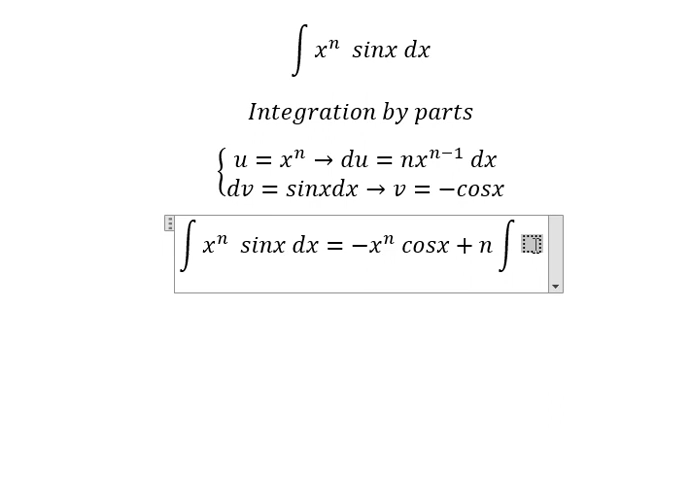 ∫ xⁿ sinx dx
Integration by parts
{ u = xⁿ → du = nxⁿ⁻¹ dx
dv = sinxdx → v = −cosx
∫ xⁿ sinx dx = −xⁿ cosx + n ∫